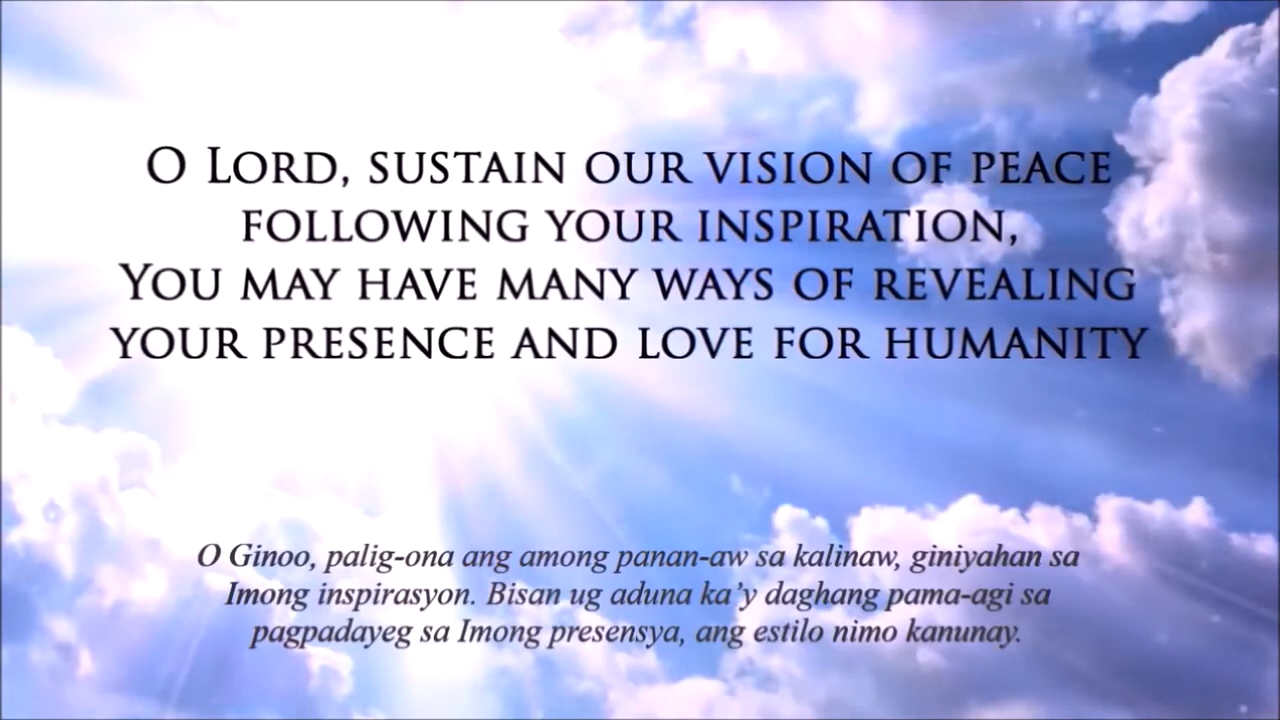 O Lord, sustain our vision of peace
following your inspiration,
You may have many ways of revealing
your presence and love for humanity
O Ginoo, palig-ona ang among panan-aw sa kalinaw, giniyahan sa
Imong inspirasyon. Bisan ug aduna ka’y daghang pama-agi sa
pagpadayeg sa Imong presensya, ang estilo nimo kanunay.